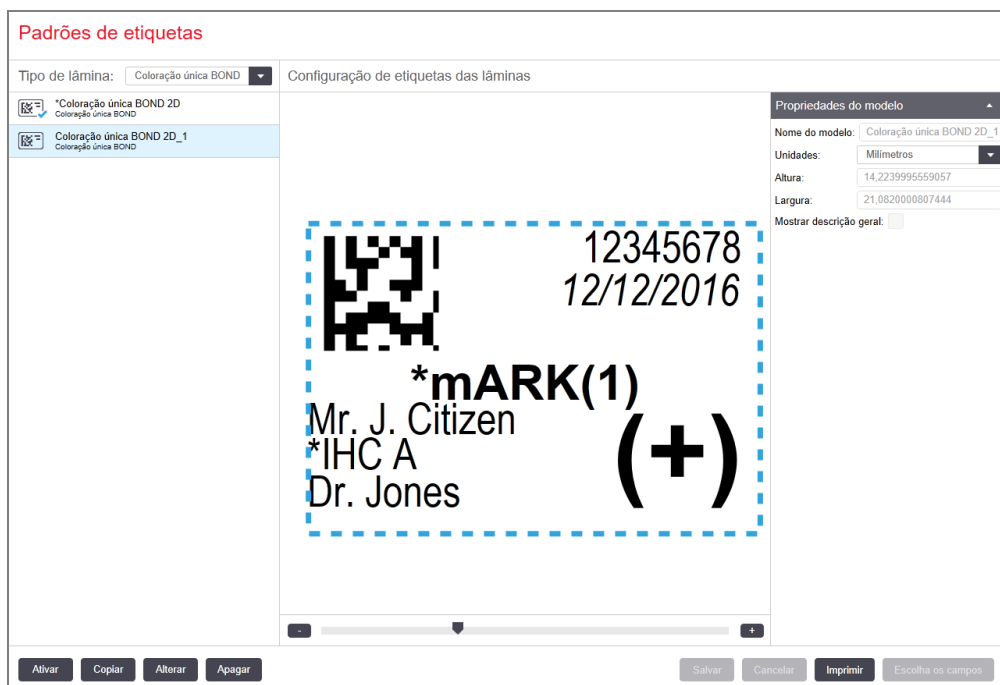 Padrões de etiquetas
Tipo de lâmina: Coloração única BOND
Configuração de etiquetas das lâminas
*Coloração única BOND 2D
Coloração única BOND
Coloração única BOND 2D_1
Coloração única BOND
12345678
12/12/2016
*mARK(1)
Mr. J. Citizen
*IHC A
Dr. Jones
(+)
Propriedades do modelo
Nome do modelo: Coloração única BOND 2D_1
Unidades: Milímetros
Altura: 14,2239995559057
Largura: 21,0820000807444
Mostrar descrição geral:
- +
Ativar Copiar Alterar Apagar Salvar Cancelar Imprimir Escolha os campos